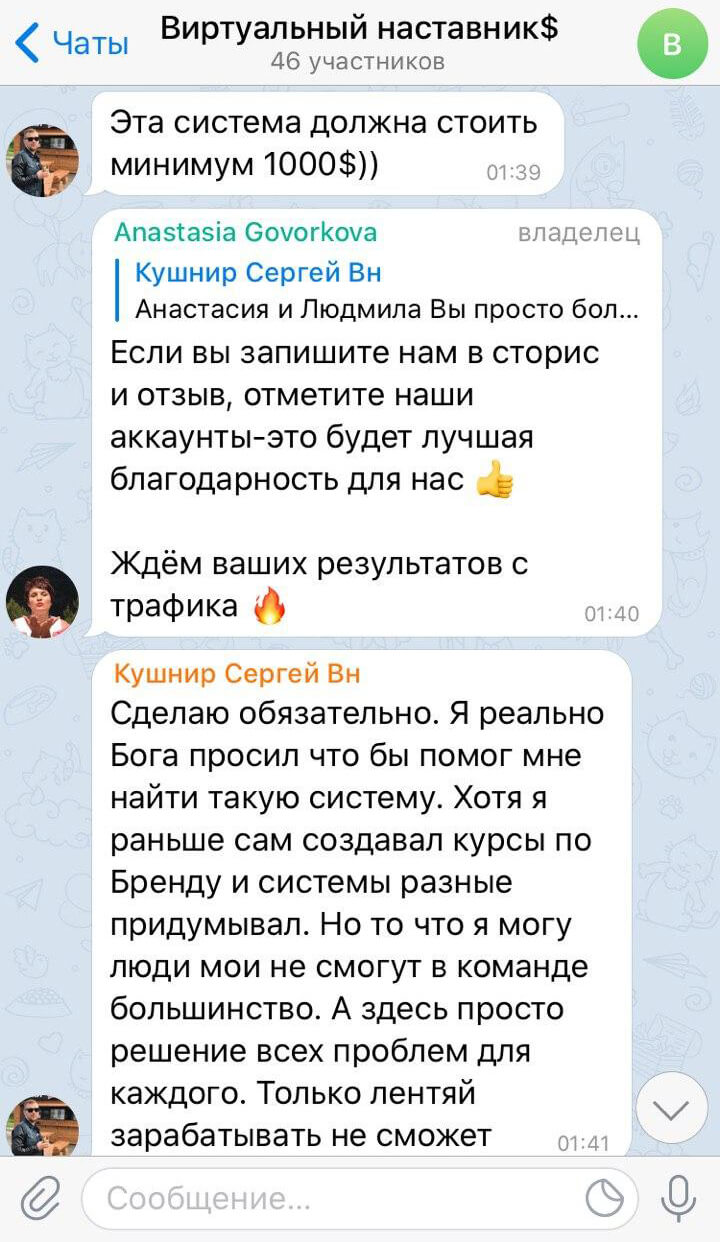 Чаты
Виртуальный наставник$
46 участников
В
Эта система должна стоить
минимум 1000$))
01:39
Anastasia Govorkova
владелец
Кушнир Сергей Вн
Анастасия и Людмила Вы просто бол...
Если вы запишите нам в сторис
и отзыв, отметите наши
аккаунты-это будет лучшая
благодарность для нас 👍
Ждём ваших результатов с
трафика 🔥
01:40
Кушнир Сергей Вн
Сделаю обязательно. Я реально
Бога просил что бы помог мне
найти такую систему. Хотя я
раньше сам создавал курсы по
Бренду и системы разные
придумывал. Но то что я могу
люди мои не смогут в команде
большинство. А здесь просто
решение всех проблем для
каждого. Только лентяй
зарабатывать не сможет
01:41
Сообщение...